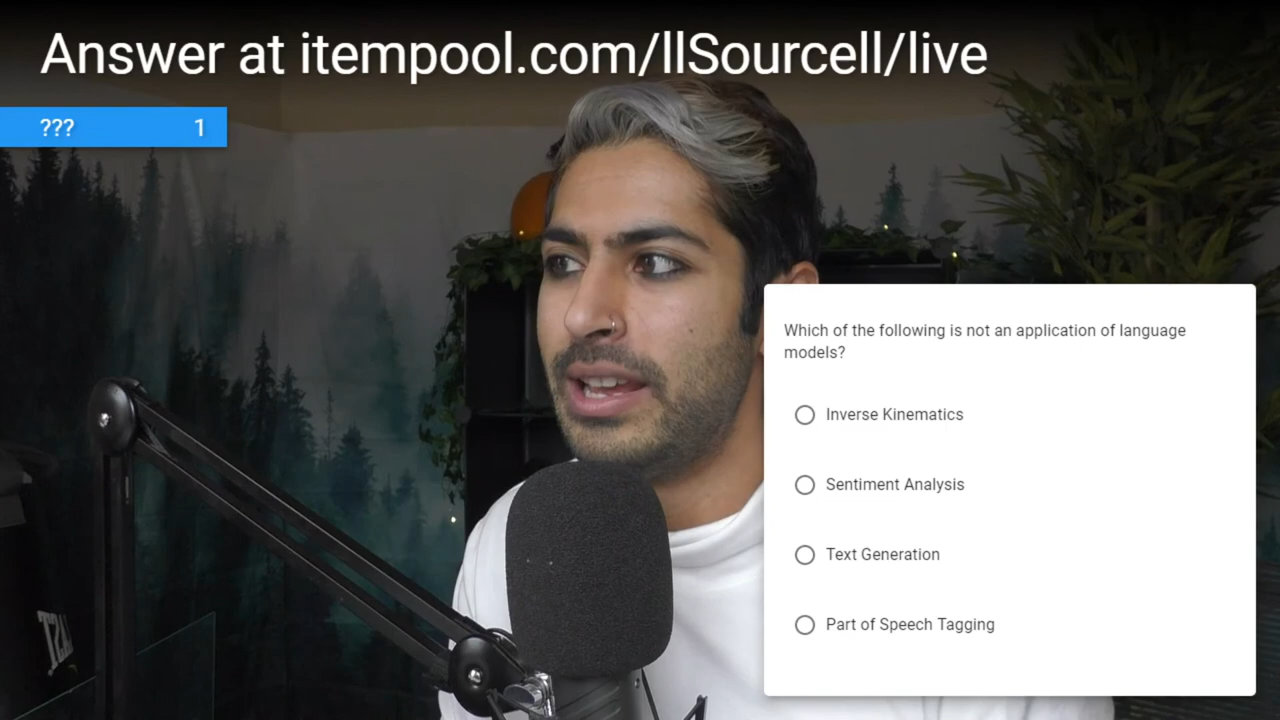 Answer at itempool.com/llSourcell/live
??? 1
Which of the following is not an application of language
models?
Inverse Kinematics
Sentiment Analysis
Text Generation
Part of Speech Tagging